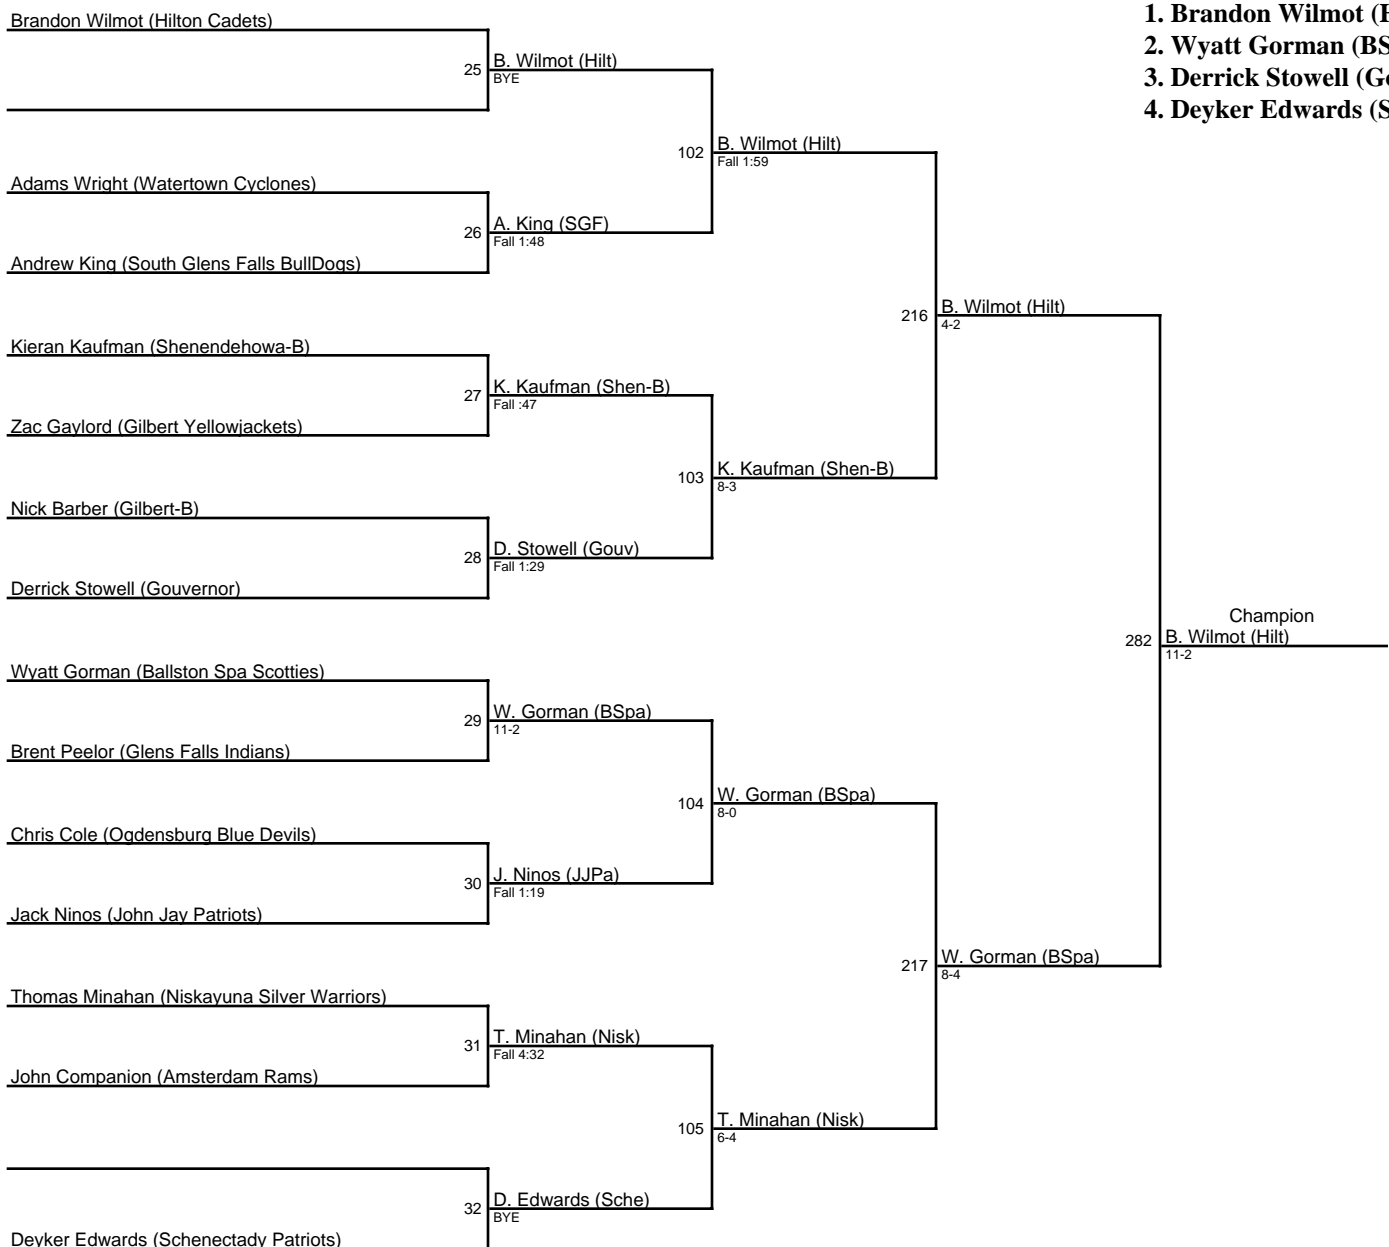 1. Brandon Wilmot (
2. Wyatt Gorman (BS
3. Derrick Stowell (Go
4. Deyker Edwards (S
Brandon Wilmot (Hilton Cadets)
25 B. Wilmot (Hilt)
BYE
102 B. Wilmot (Hilt)
Fall 1:59
Adams Wright (Watertown Cyclones)
26 A. King (SGF)
Fall 1:48
Andrew King (South Glens Falls BullDogs)
216 B. Wilmot (Hilt)
4-2
Kieran Kaufman (Shenendehowa-B)
27 K. Kaufman (Shen-B)
Fall :47
Zac Gaylord (Gilbert Yellowjackets)
103 K. Kaufman (Shen-B)
8-3
Nick Barber (Gilbert-B)
28 D. Stowell (Gouv)
Fall 1:29
Derrick Stowell (Gouvernor)
Champion
282 B. Wilmot (Hilt)
11-2
Wyatt Gorman (Ballston Spa Scotties)
29 W. Gorman (BSpa)
11-2
Brent Peelor (Glens Falls Indians)
104 W. Gorman (BSpa)
8-0
Chris Cole (Ogdensburg Blue Devils)
30 J. Ninos (JJPa)
Fall 1:19
Jack Ninos (John Jay Patriots)
217 W. Gorman (BSpa)
8-4
Thomas Minahan (Niskayuna Silver Warriors)
31 T. Minahan (Nisk)
Fall 4:32
John Companion (Amsterdam Rams)
105 T. Minahan (Nisk)
6-4
32 D. Edwards (Sche)
BYE
Deyker Edwards (Schenectady Patriots)